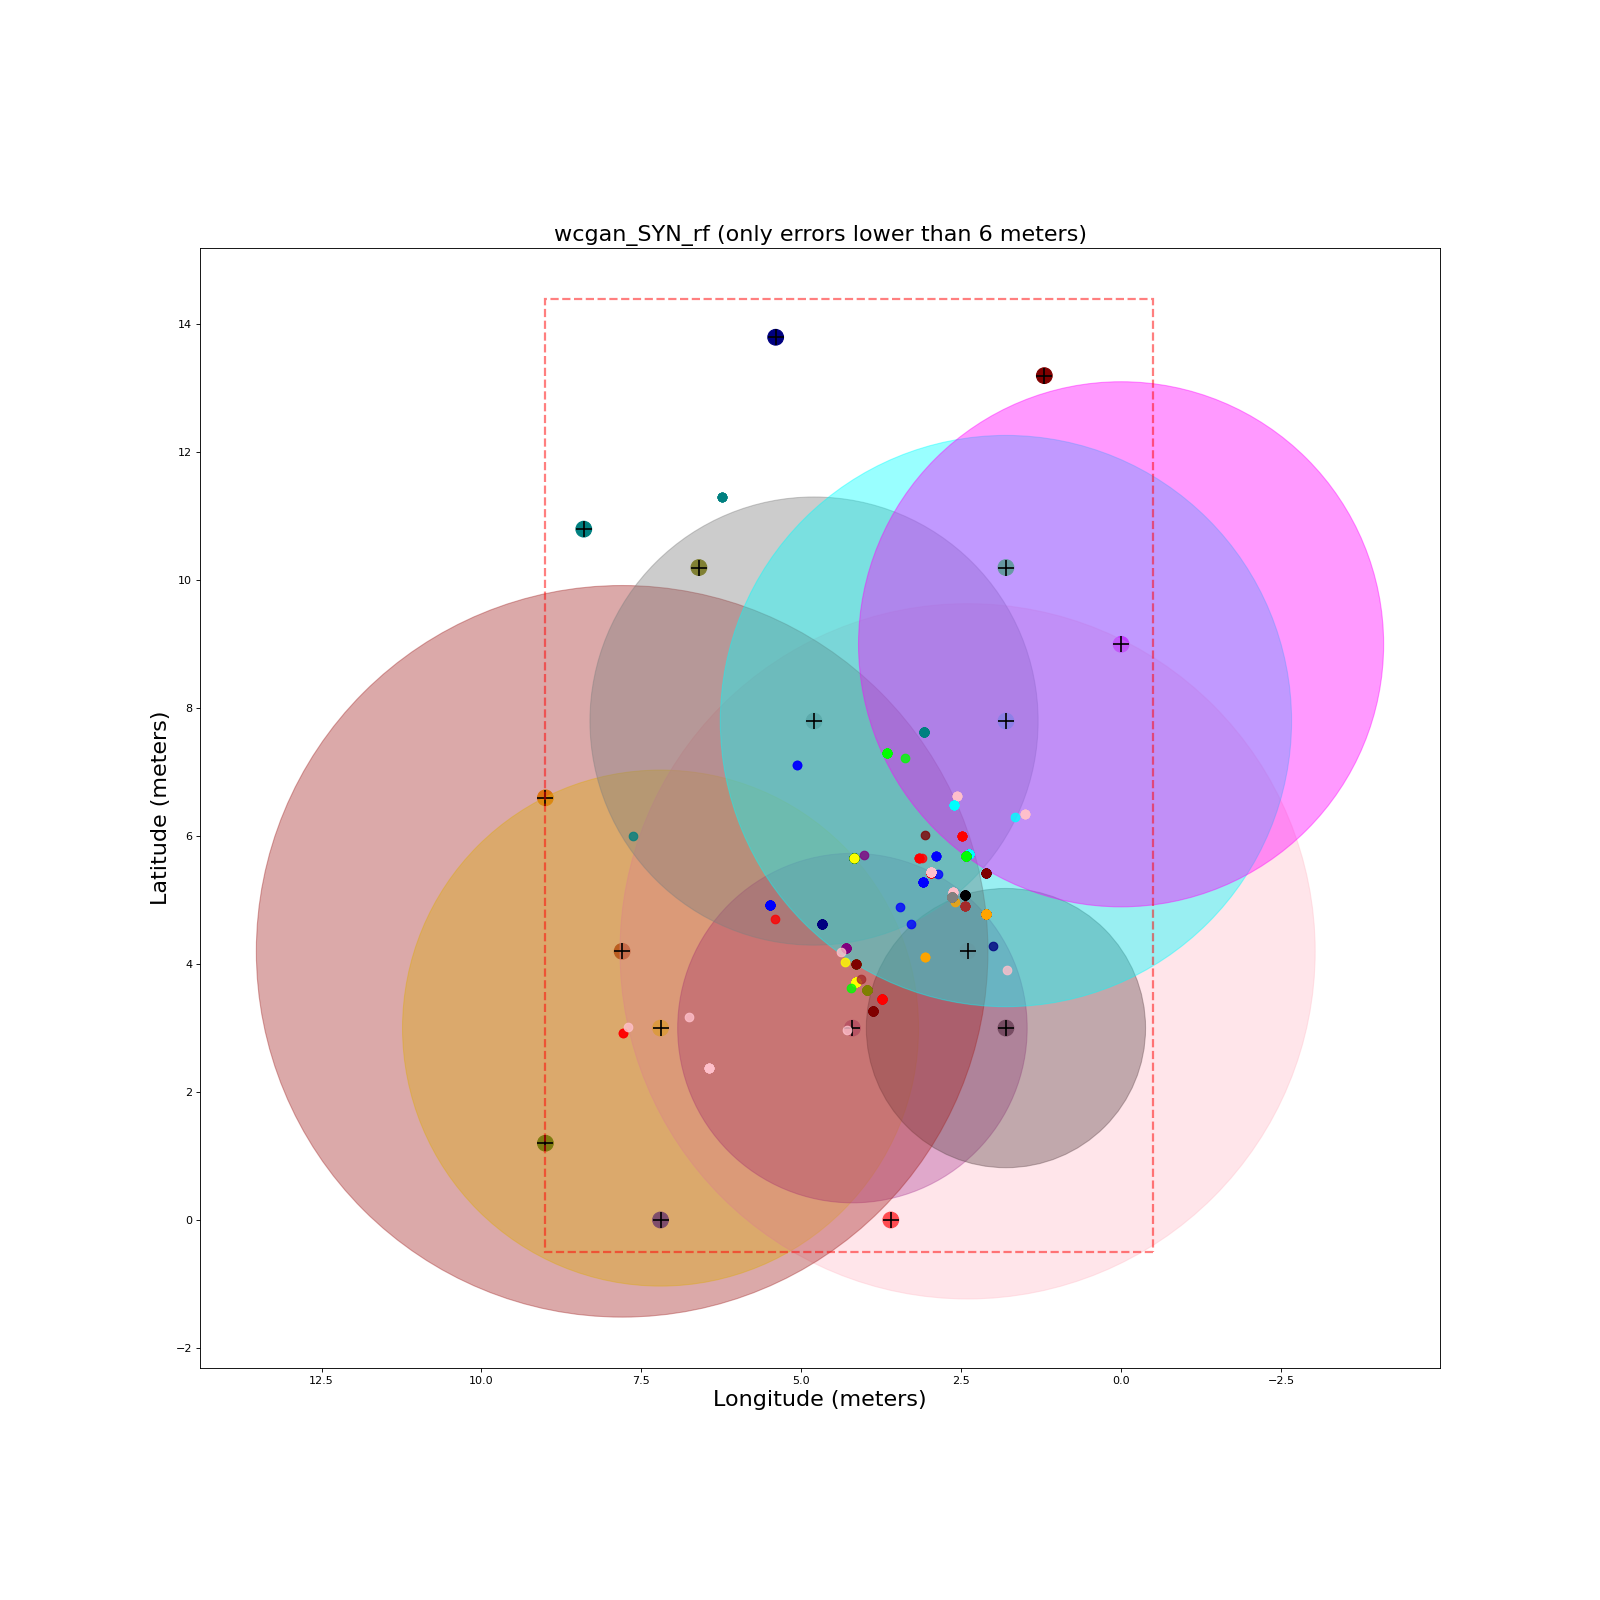 wcgan_SYN_rf (only errors lower than 6 meters)
14
12
10
8
6
4
2
0
−2
Latitude (meters)
12.5 10.0 7.5 5.0 2.5 0.0 −2.5
Longitude (meters)